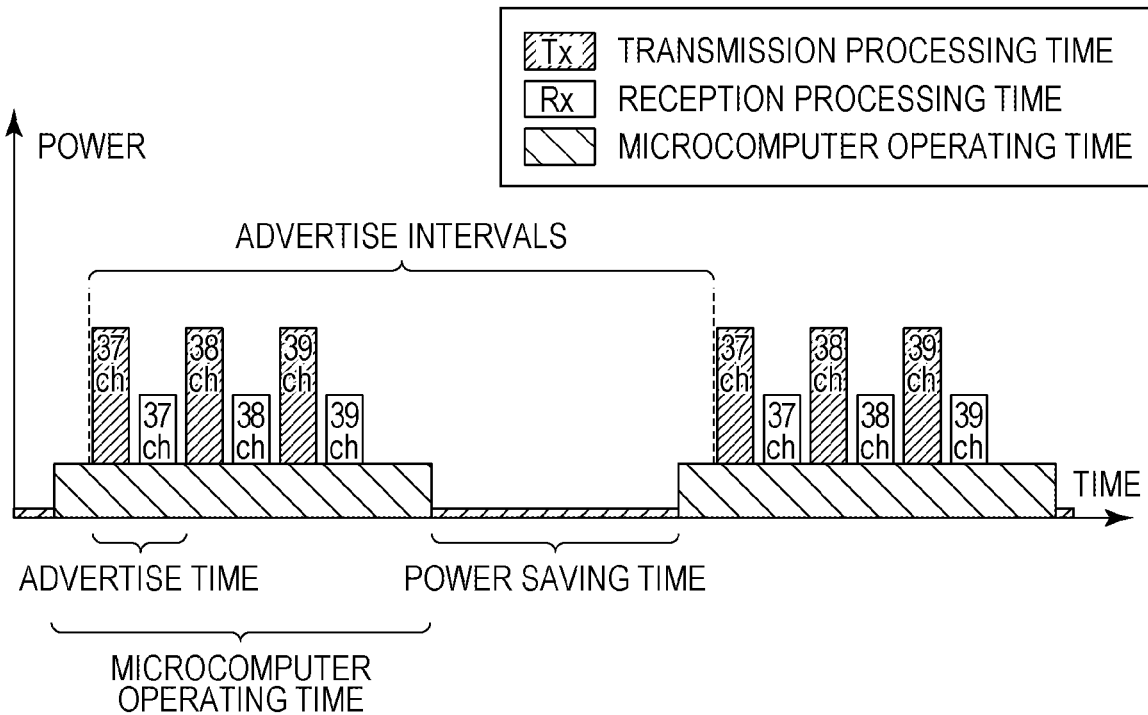 Tx TRANSMISSION PROCESSING TIME
Rx RECEPTION PROCESSING TIME
MICROCOMPUTER OPERATING TIME
POWER
ADVERTISE INTERVALS
37 ch
37 ch
38 ch
38 ch
39 ch
39 ch
37 ch
37 ch
38 ch
38 ch
39 ch
39 ch
TIME
ADVERTISE TIME
POWER SAVING TIME
MICROCOMPUTER
OPERATING TIME